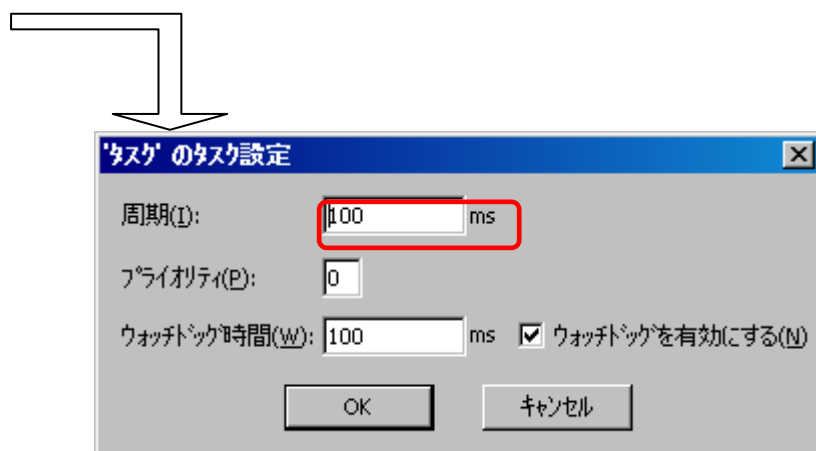 'ﾀｽｸ' のﾀｽｸ設定
周期(I): 100 ms
ﾌﾟﾗｲｵﾘﾃｨ(P): 0
ｳｫｯﾁﾄﾞｯｸﾞ時間(W): 100 ms ｳｫｯﾁﾄﾞｯｸﾞを有効にする(N)
OK ｷｬﾝｾﾙ